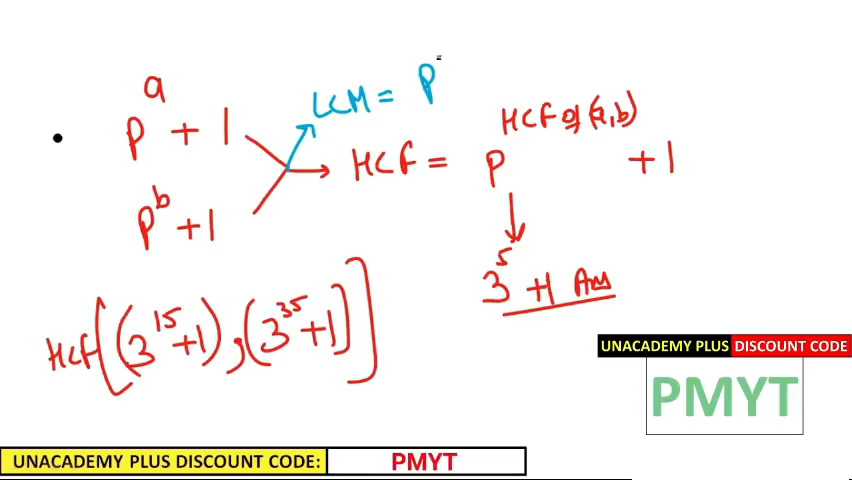 p^a + 1
p^b + 1
LCM = p
HCF = p^HCF of (a,b) + 1
HCF[(3^15+1), (3^35+1]]
3^5 + 1 Ans
UNACADEMY PLUS DISCOUNT CODE
PMYT
UNACADEMY PLUS DISCOUNT CODE: PMYT